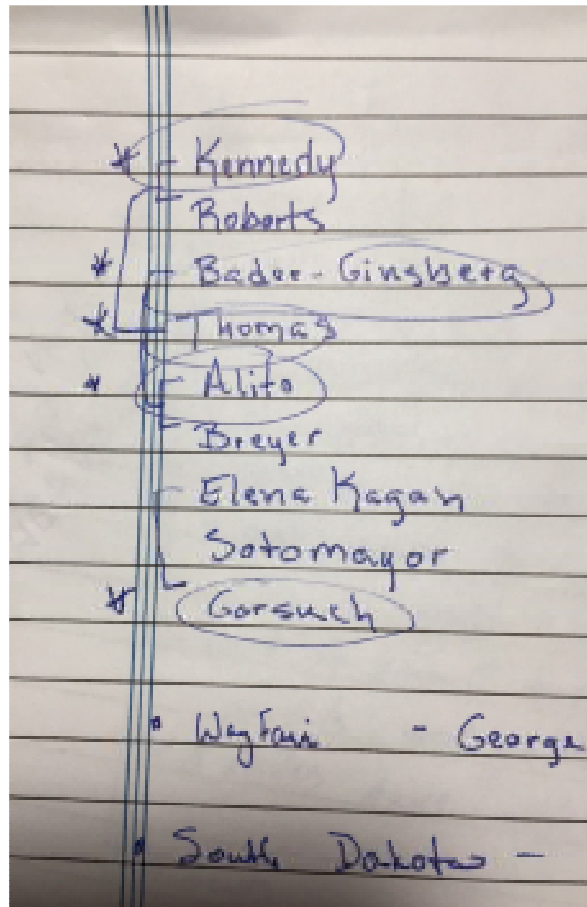 * - Kennedy
- Roberts
* - Bader - Ginsberg
* Thomas
* - Alito
- Breyer
- Elena Kagan
Sotomayor
* Gorsuch
• Wayfair - George
• South Dakota -